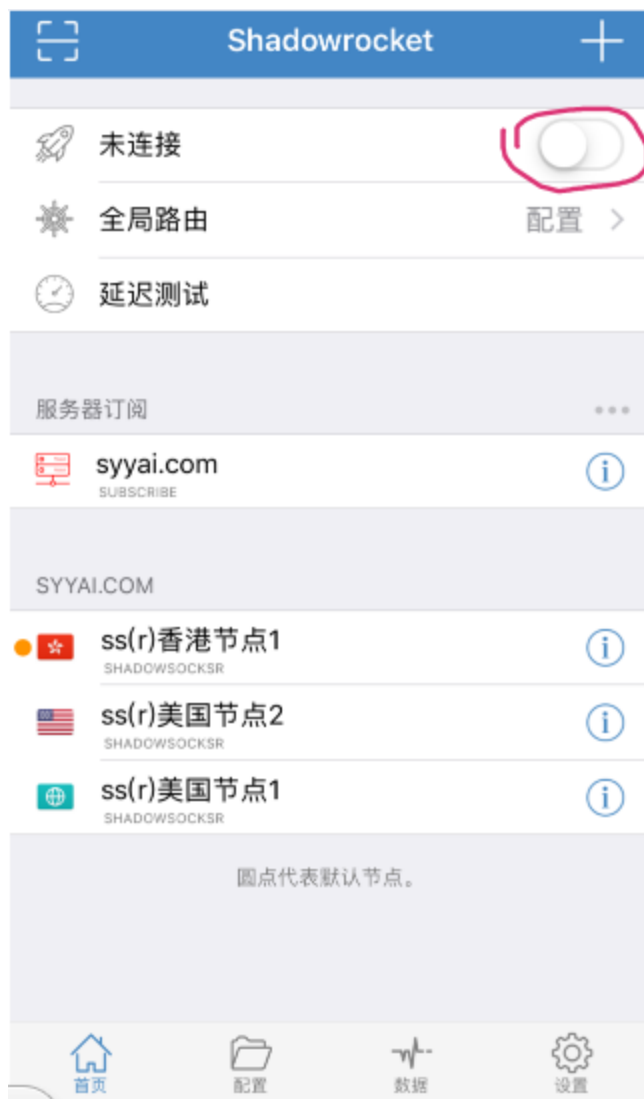 Shadowrocket
未连接
全局路由 配置
延迟测试
服务器订阅
syyai.com
SUBSCRIBE
SYYAI.COM
ss(r)香港节点1
SHADOWSOCKSR
ss(r)美国节点2
SHADOWSOCKSR
ss(r)美国节点1
SHADOWSOCKSR
圆点代表默认节点。
首页 配置 数据 设置